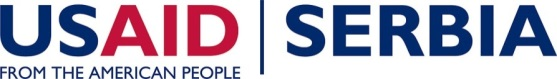 USAID | SERBIA
FROM THE AMERICAN PEOPLE